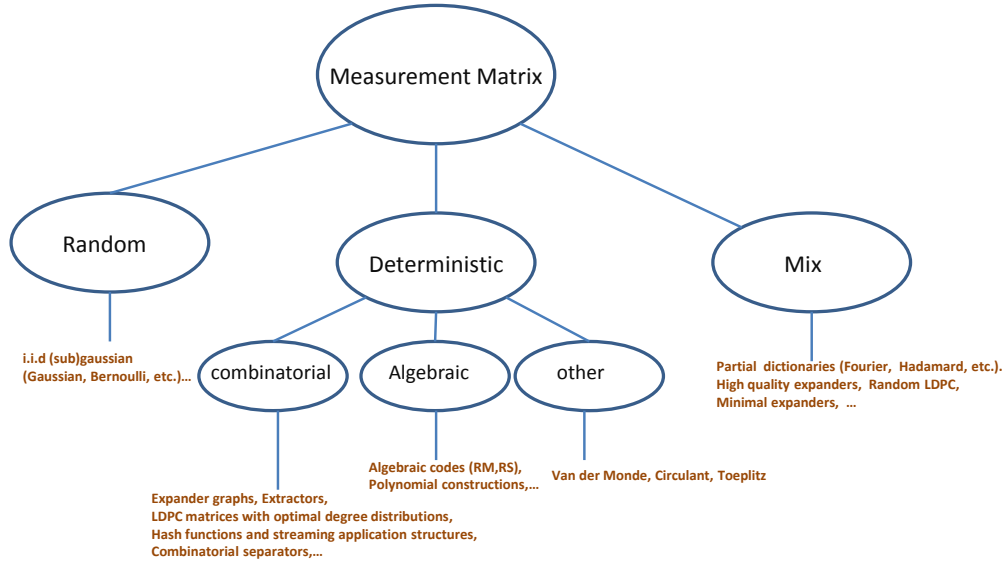 Measurement Matrix
Random
Deterministic
Mix
i.i.d (sub)gaussian
(Gaussian, Bernoulli, etc.)...
combinatorial
Algebraic
other
Partial dictionaries (Fourier, Hadamard, etc.).
High quality expanders, Random LDPC,
Minimal expanders, ...
Algebraic codes (RM,RS),
Polynomial constructions,...
Van der Monde, Circulant, Toeplitz
Expander graphs, Extractors,
LDPC matrices with optimal degree distributions,
Hash functions and streaming application structures,
Combinatorial separators,...